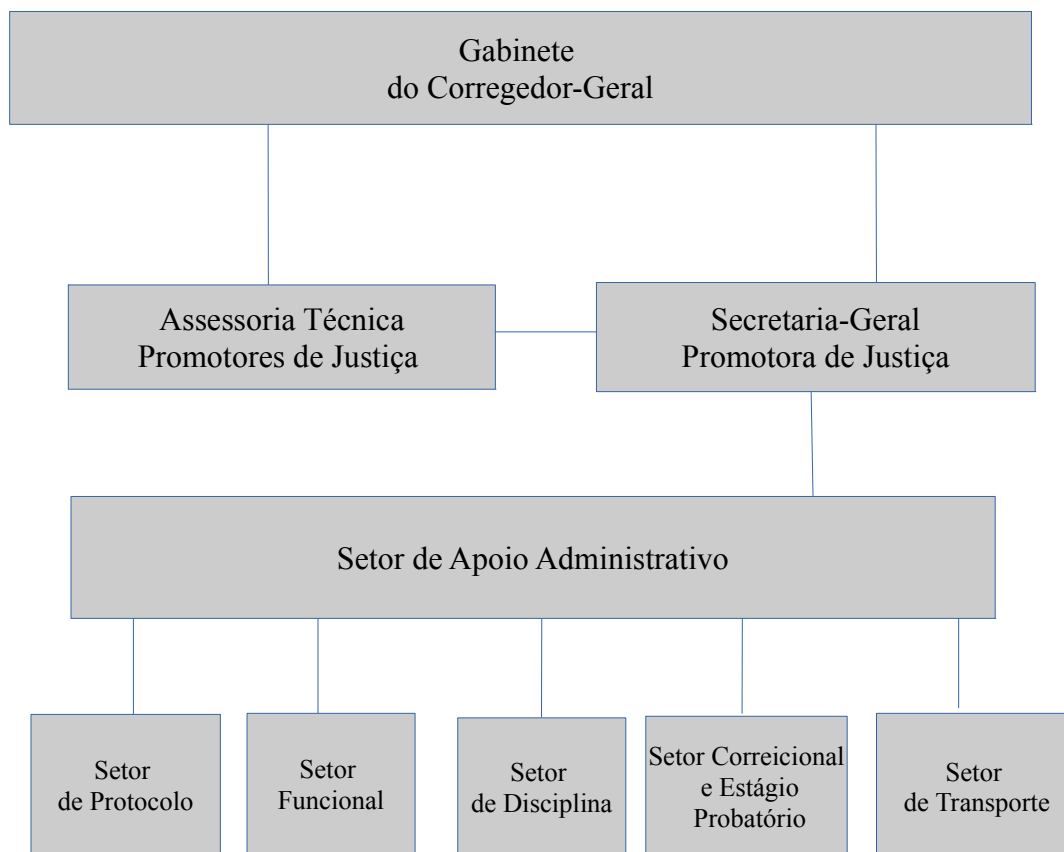 Gabinete
do Corregedor-Geral
Assessoria Técnica
Promotores de Justiça
Secretaria-Geral
Promotora de Justiça
Setor de Apoio Administrativo
Setor
de Protocolo
Setor
Funcional
Setor
de Disciplina
Setor Correicional
e Estágio
Probatório
Setor
de Transporte